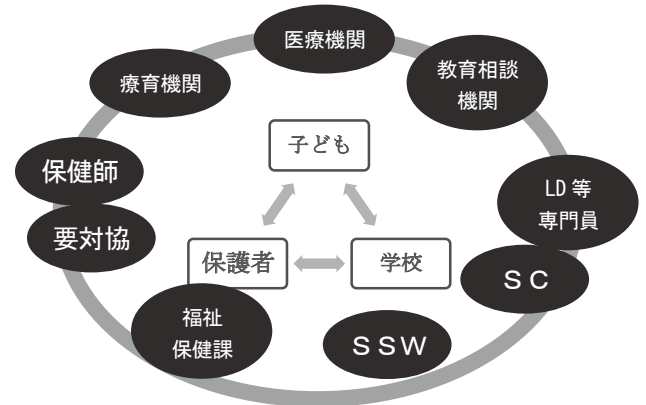 医療機関
療育機関
教育相談
機関
子ども
保健師
LD 等
専門員
要対協
保護者
学校
ＳＣ
福祉
保健課
ＳＳＷ